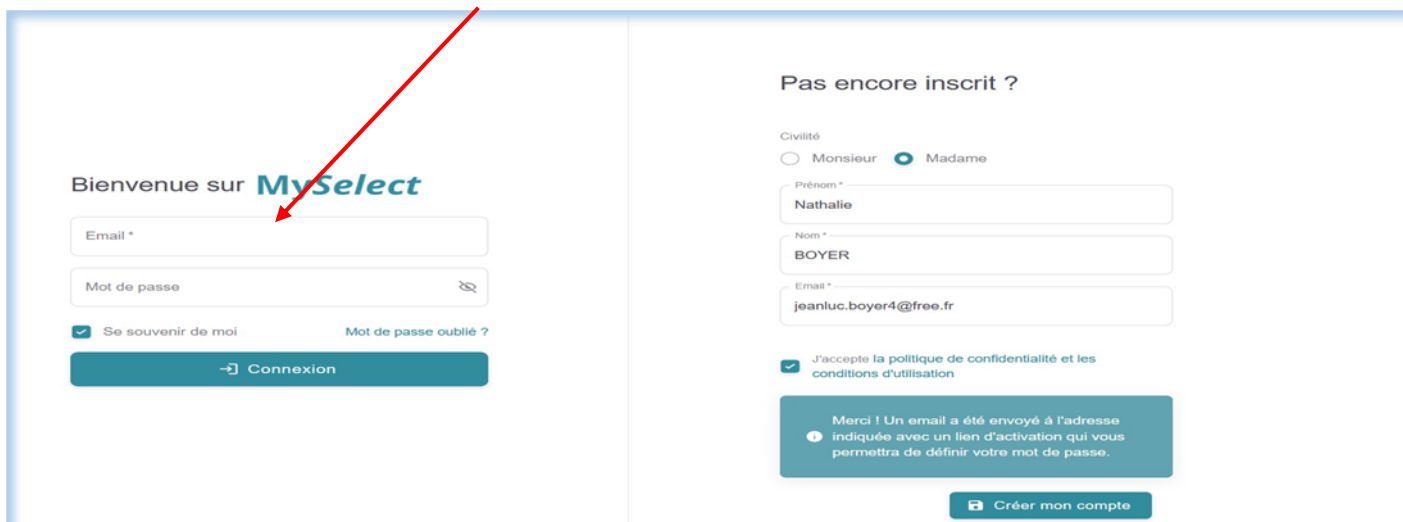 Bienvenue sur MySelect
Email *
Mot de passe
Se souvenir de moi
Mot de passe oublié ?
Connexion
Pas encore inscrit ?
Civilité
Monsieur
Madame
Prénom *
Nathalie
Nom *
BOYER
Email *
jeanluc.boyer4@free.fr
J'accepte la politique de confidentialité et les
conditions d'utilisation
Merci ! Un email a été envoyé á l'adresse
indiquée avec un lien d'activation qui vous
permettra de définir votre mot de passe.
Créer mon compte